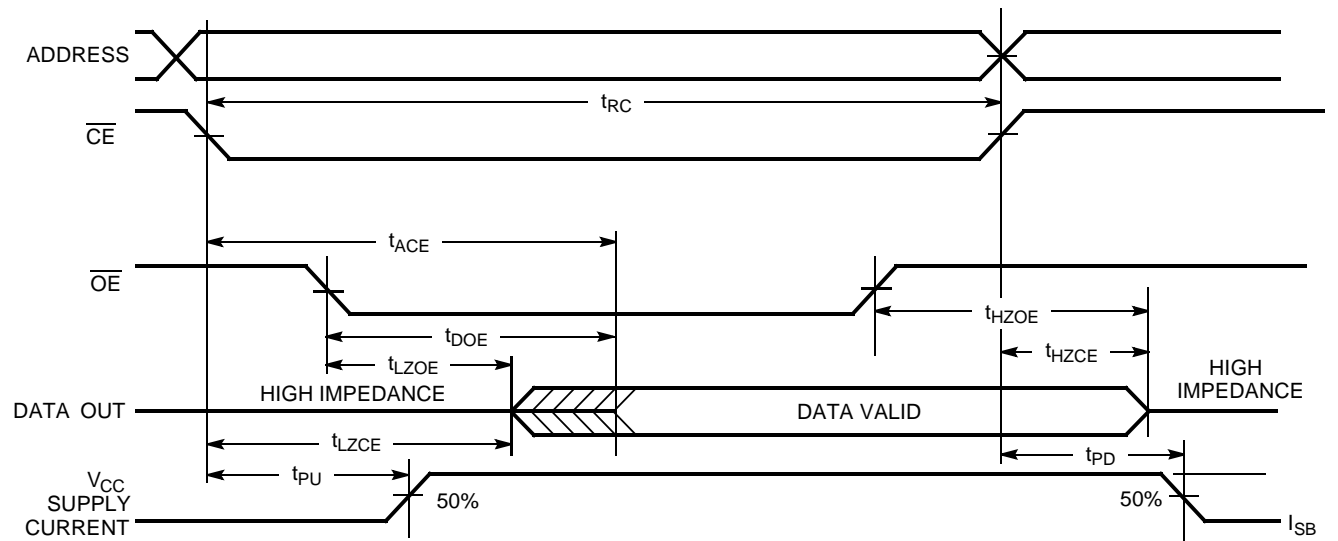 ADDRESS
tRC
CE
tACE
OE
tHZOE
tDOE
tHZCE
tLZOE
HIGH IMPEDANCE
HIGH
IMPEDANCE
DATA OUT
DATA VALID
tLZCE
tPD
tPU
VCC
SUPPLY
CURRENT
50%
50%
ISB